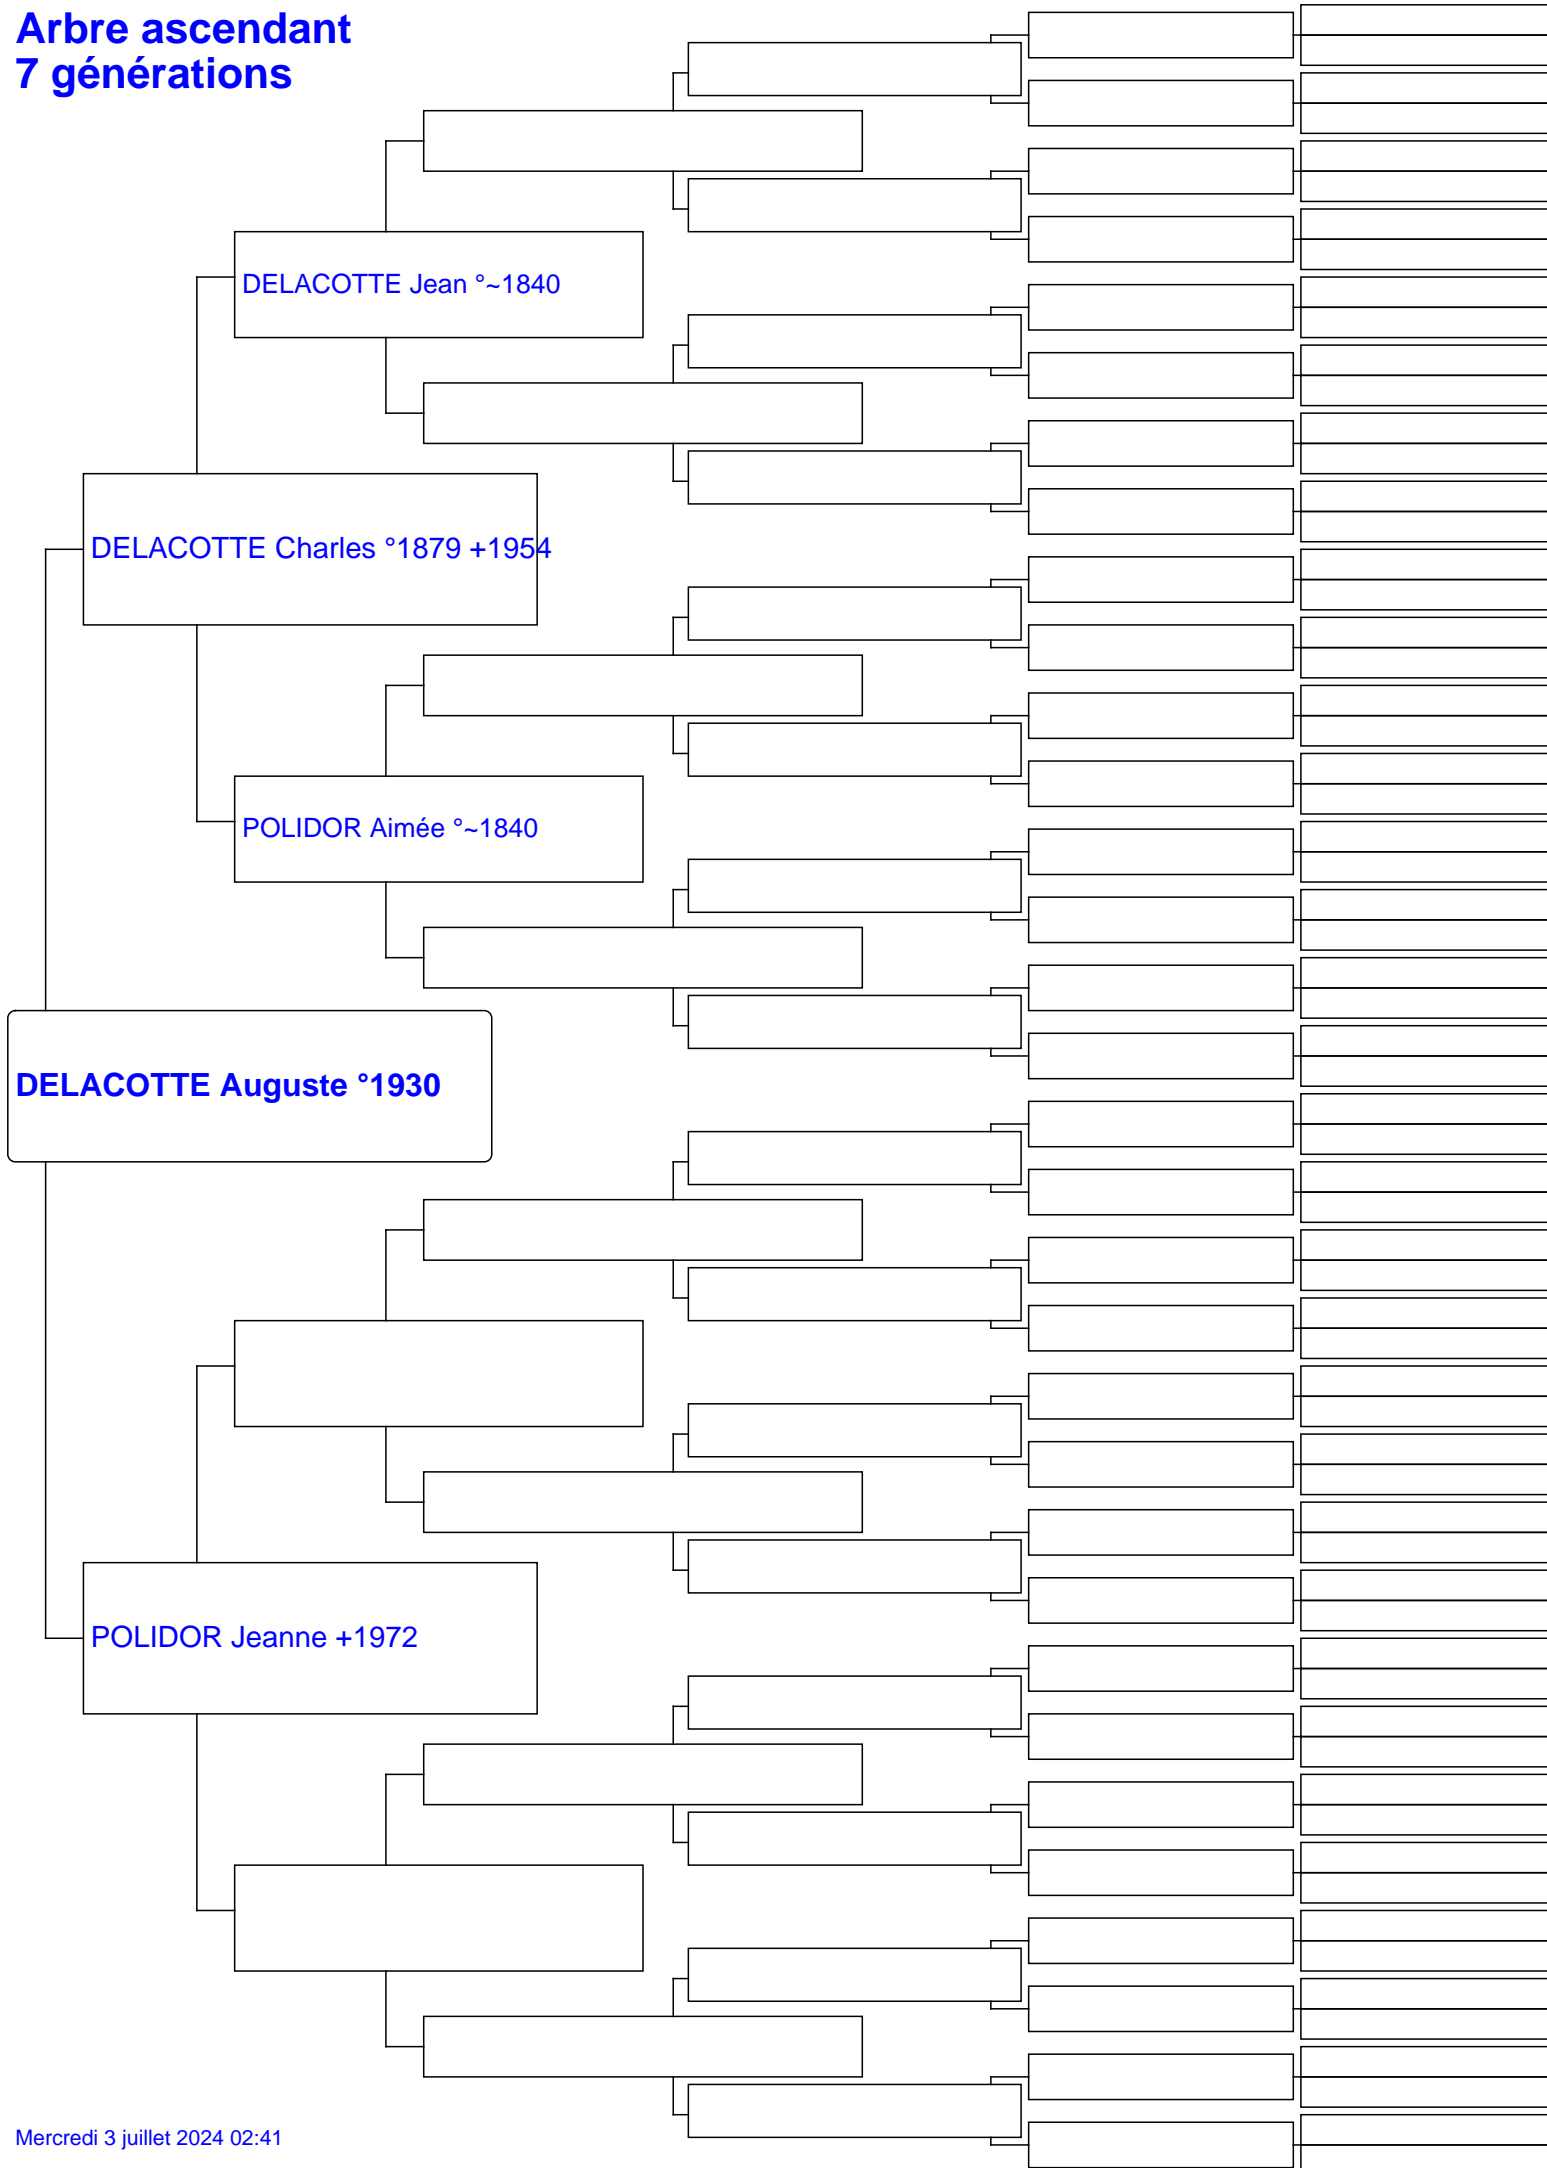 Arbre ascendant
7 générations
DELACOTTE Jean °~1840
DELACOTTE Charles °1879 +1954
POLIDOR Aimée °~1840
DELACOTTE Auguste °1930
POLIDOR Jeanne +1972
Mercredi 3 juillet 2024 02:41